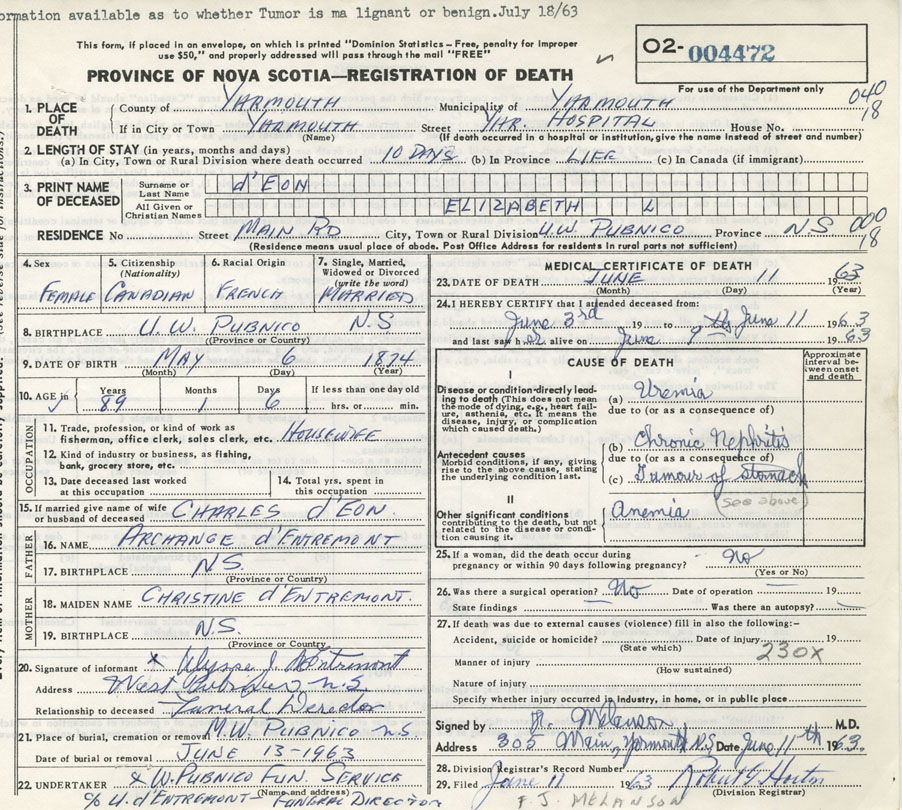 ormation available as to whether Tumor is ma lignant or benign.July 18/63
This form, if placed in an envelope, on which is printed "Dominion Statistics – Free, penalty for improper
use $50," and properly addressed will pass through the mail "FREE"
PROVINCE OF NOVA SCOTIA—REGISTRATION OF DEATH
O2- 004472
For use of the Department only
040
18
1. PLACE OF DEATH
County of YARMOUTH Municipality of YARMOUTH
If in City or Town YARMOUTH Street YAR. HOSPITAL House No.
(Name) (If death occurred in a hospital or institution, give the name instead of street and number)
2. LENGTH OF STAY (in years, months and days)
(a) In City, Town or Rural Division where death occurred 10 DAYS (b) In Province LIFE (c) In Canada (if immigrant)
3. PRINT NAME OF DECEASED
Surname or Last Name d'EON
All Given or Christian Names ELIZABETH L
RESIDENCE No Street MAIN RD City, Town or Rural Division U.W. PUBNICO Province N.S
000
18
(Residence means usual place of abode. Post Office Address for residents in rural parts not sufficient)
4. Sex FEMALE
5. Citizenship (Nationality) CANADIAN
6. Racial Origin FRENCH
7. Single, Married, Widowed or Divorced (write the word) MARRIED
8. BIRTHPLACE U.W. PUBNICO N.S
(Province or Country)
9. DATE OF BIRTH MAY 6 1874
(Month) (Day) (Year)
10. AGE in Years 89 Months 1 Days 6 If less than one day old hrs. or min.
OCCUPATION
11. Trade, profession or kind of work as fisherman, office clerk, sales clerk, etc. HOUSEWIFE
12. Kind of industry or business, as fishing, bank, grocery store, etc.
13. Date deceased last worked at this occupation
14. Total yrs. spent in this occupation
15. If married give name of wife or husband of deceased CHARLES d'EON.
FATHER
16. NAME ARCHANGE d'ENTREMONT
17. BIRTHPLACE N.S.
(Province or Country)
MOTHER
18. MAIDEN NAME CHRISTINE d'ENTREMONT.
19. BIRTHPLACE N.S.
(Province or Country)
20. Signature of informant x Ulysse J. d'Entremont
Address West Pubnico, N.S.
Relationship to deceased Funeral Director
21. Place of burial, cremation or removal M.W. PUBNICO N.S.
Date of burial or removal JUNE 13-1963
22. UNDERTAKER x W. PUBNICO FUN. SERVICE
(Name and address)
% U. d'ENTREMONT – FUNERAL DIRECTOR
MEDICAL CERTIFICATE OF DEATH
23. DATE OF DEATH JUNE 11 1963
(Month) (Day) (Year)
24. I HEREBY CERTIFY that I attended deceased from:
June 3rd 19 to June 11 1963
and last saw her alive on June 9th 1963
CAUSE OF DEATH
Approximate interval between onset and death
I
Disease or condition directly leading to death (This does not mean the mode of dying, e.g., heart failure, asthenia, etc. It means the disease, injury, or complication which caused death.)
(a) Uremia
due to (or as a consequence of)
Antecedent causes
Morbid conditions, if any, giving rise to the above cause, stating the underlying condition last.
(b) Chronic Nephritis
due to (or as a consequence of)
(c) Tumour of Stomach
(see above)
II
Other significant conditions contributing to the death, but not related to the disease or condition causing it.
Anemia
25. If a woman, did the death occur during pregnancy or within 90 days following pregnancy? No
(Yes or No)
26. Was there a surgical operation? No Date of operation 19
State findings Was there an autopsy?
27. If death was due to external causes (violence) fill in also the following:–
Accident, suicide or homicide? Date of injury 19
(State which) 230X
Manner of injury
(How sustained)
Nature of injury
Specify whether injury occurred in industry, in home, or in public place
Signed by Melanson M.D.
Address 305 Main, Yarmouth N.S Date June 11th 1963.
28. Division Registrar's Record Number
29. Filed June 11 1963 Robert G Horton
(Division Registrar)
F. J. MELANSON